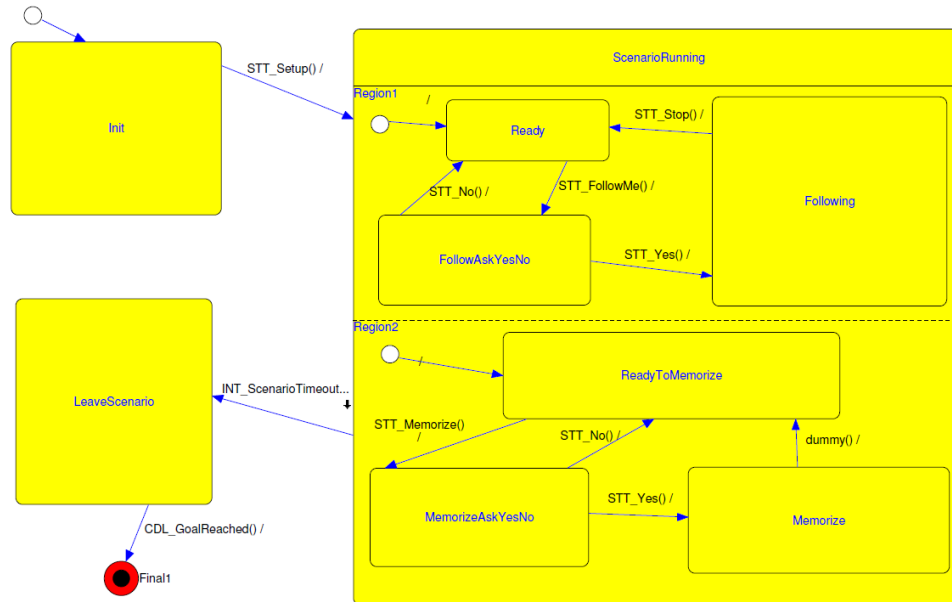 STT_Setup() /
Init
ScenarioRunning
Region1
/
Ready
STT_Stop() /
STT_No() /
STT_FollowMe() /
Following
FollowAskYesNo
STT_Yes() /
Region2
/
ReadyToMemorize
LeaveScenario
INT_ScenarioTimeout...
STT_Memorize()
/
STT_No() /
dummy() /
MemorizeAskYesNo
STT_Yes() /
Memorize
CDL_GoalReached() /
Final1